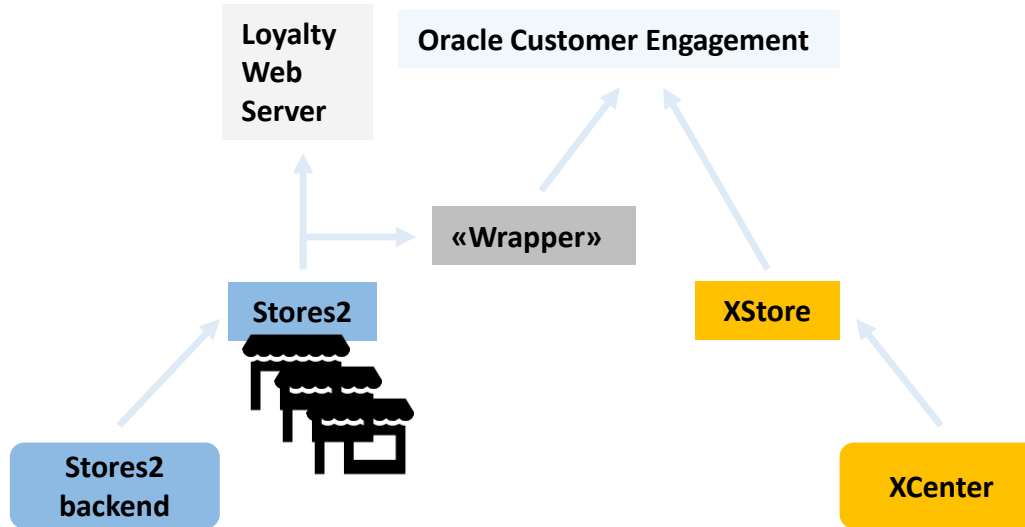 Loyalty
Web
Server
Oracle Customer Engagement
«Wrapper»
Stores2
XStore
Stores2
backend
XCenter